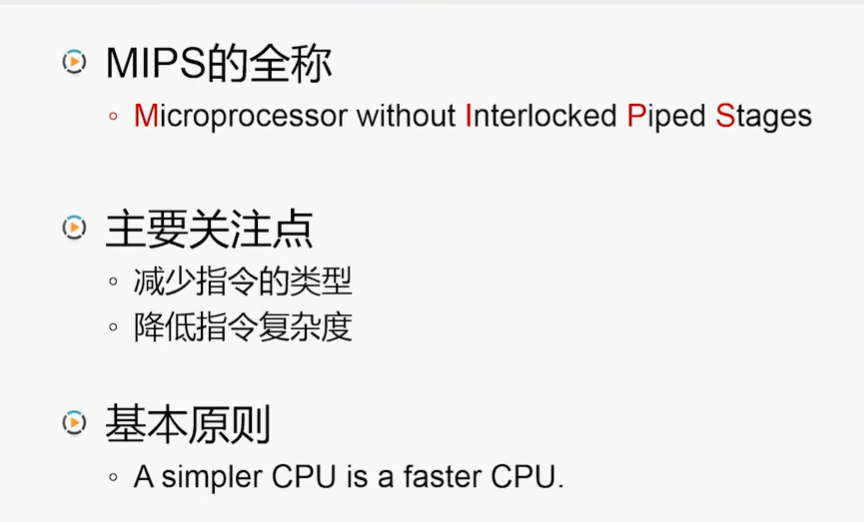 MIPS的全称
Microprocessor without Interlocked Piped Stages
主要关注点
减少指令的类型
降低指令复杂度
基本原则
A simpler CPU is a faster CPU.